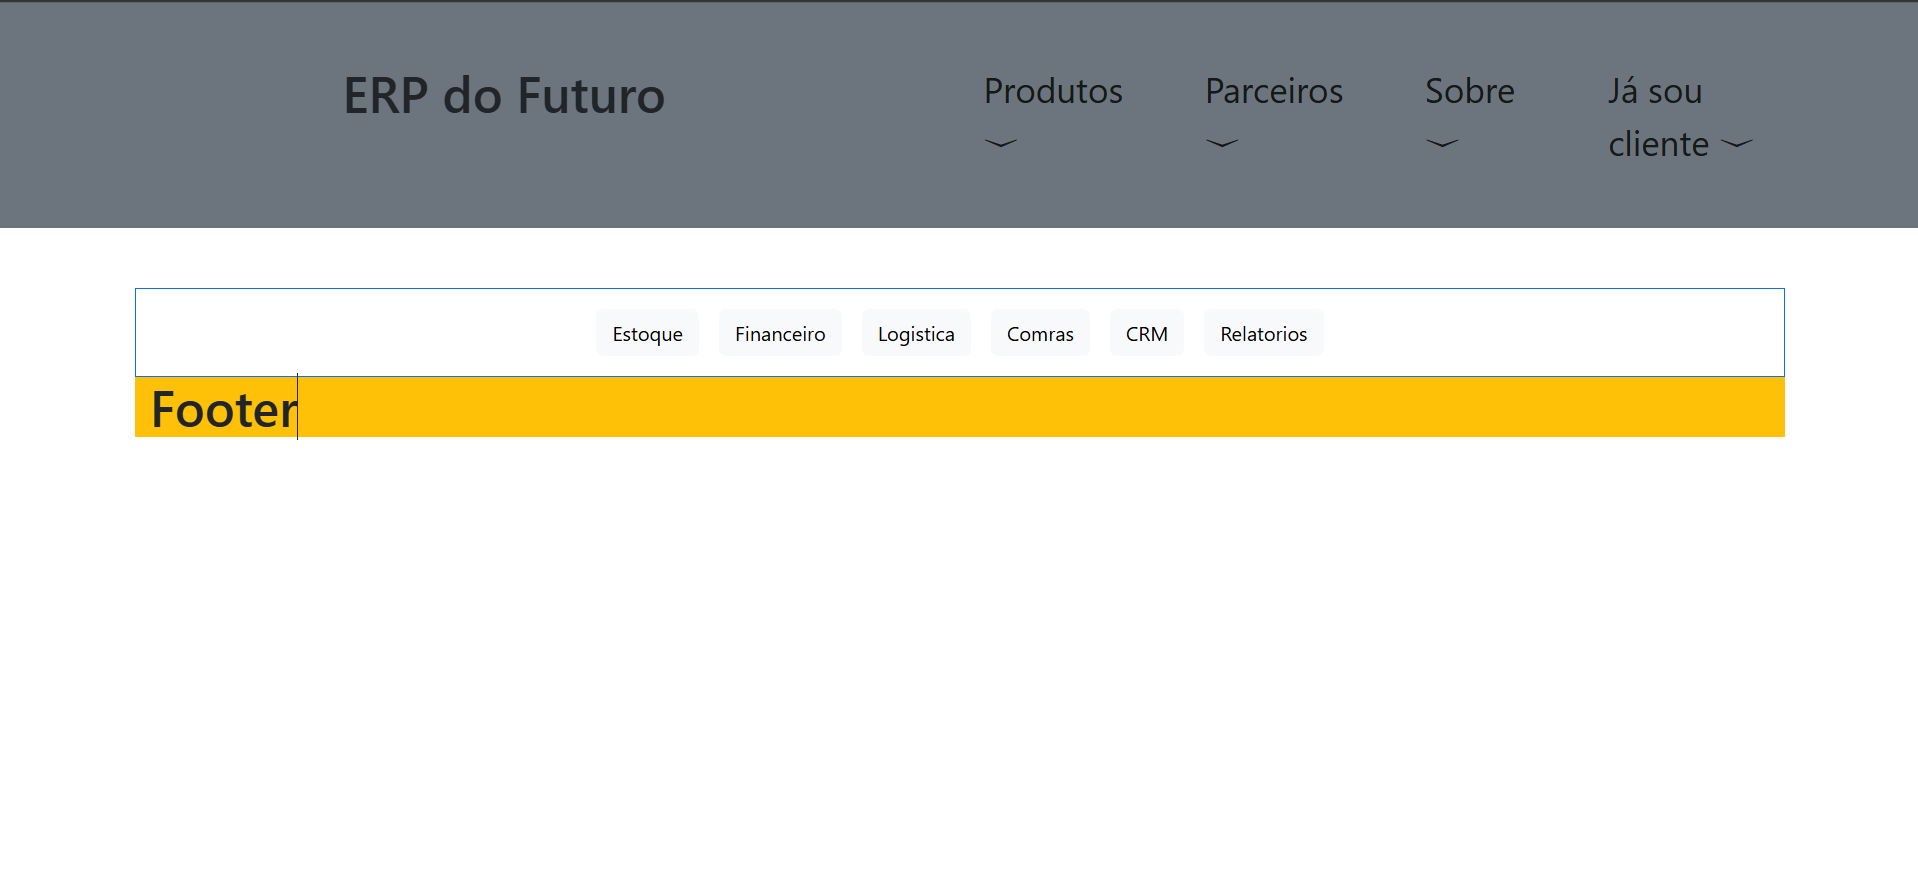 ERP do Futuro
Produtos
Parceiros
Sobre
Já sou
cliente
Estoque
Financeiro
Logistica
Comras
CRM
Relatorios
Footer